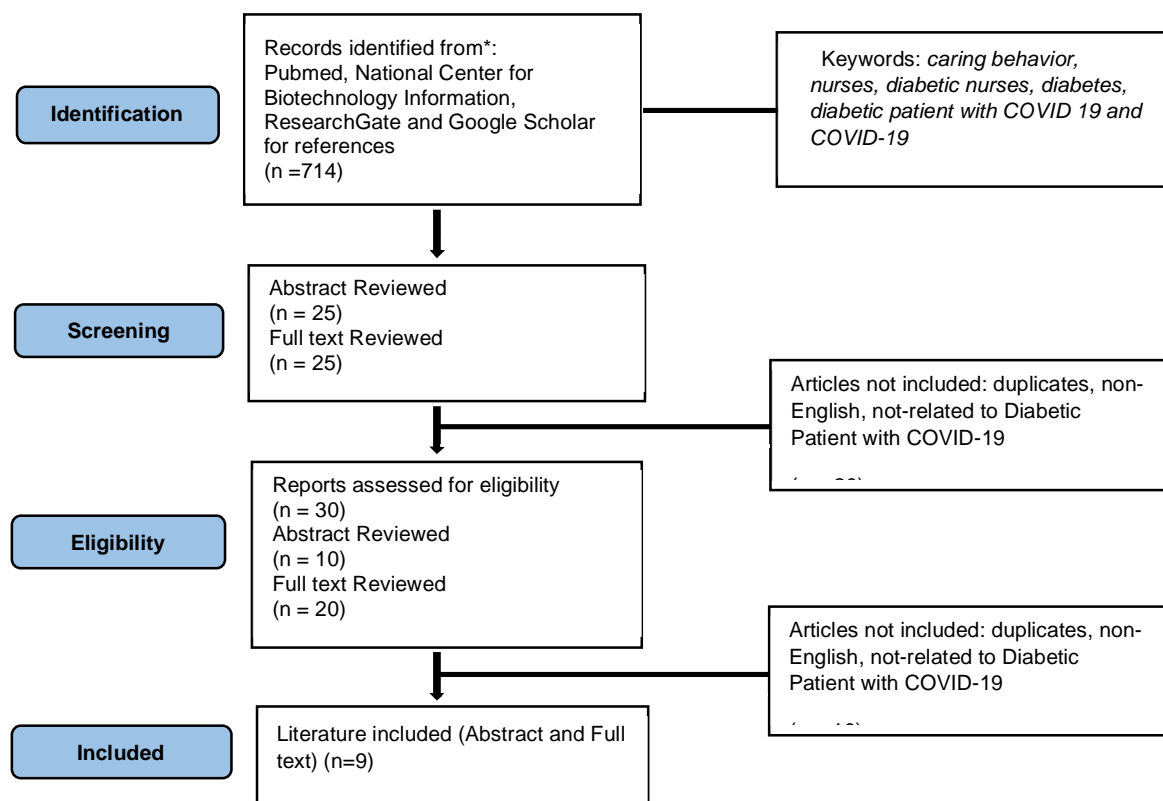 Identification
Records identified from*:
Pubmed, National Center for
Biotechnology Information,
ResearchGate and Google Scholar
for references
(n =714)
Keywords: caring behavior,
nurses, diabetic nurses, diabetes,
diabetic patient with COVID 19 and
COVID-19
Screening
Abstract Reviewed
(n = 25)
Full text Reviewed
(n = 25)
Articles not included: duplicates, non-
English, not-related to Diabetic
Patient with COVID-19
Eligibility
Reports assessed for eligibility
(n = 30)
Abstract Reviewed
(n = 10)
Full text Reviewed
(n = 20)
Articles not included: duplicates, non-
English, not-related to Diabetic
Patient with COVID-19
Included
Literature included (Abstract and Full
text) (n=9)